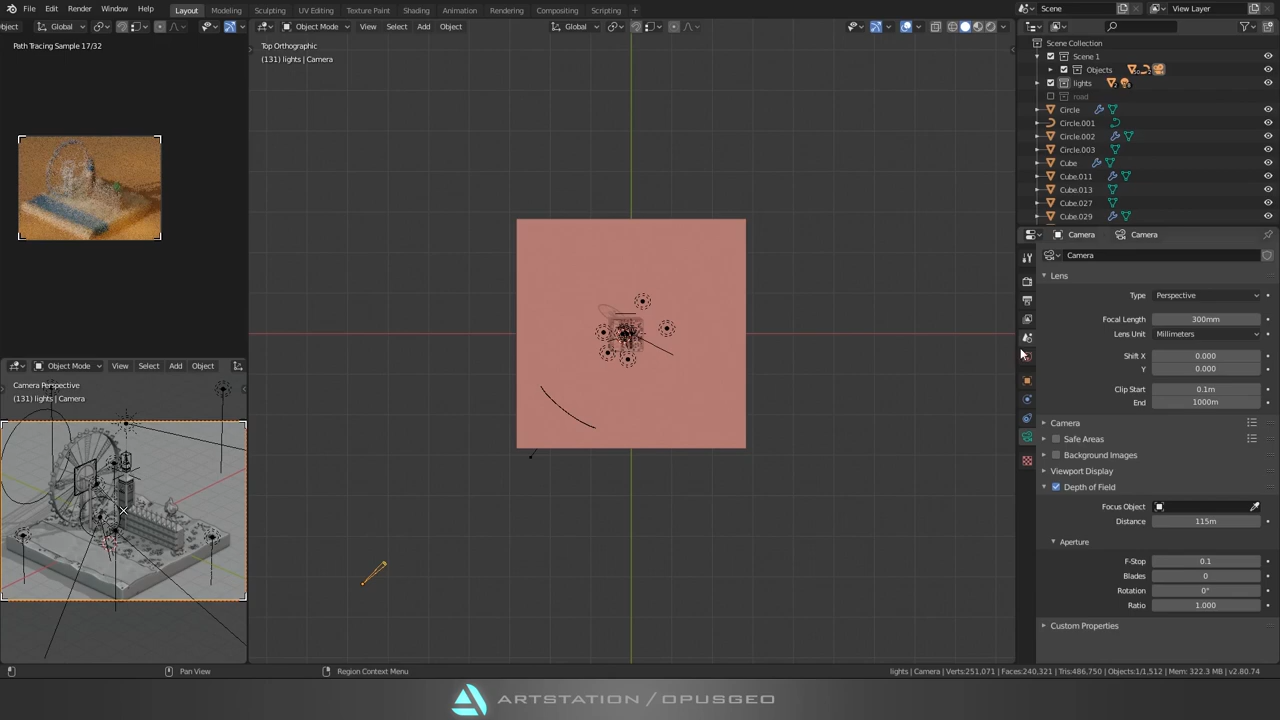 File Edit Render Window Help Layout Modeling Sculpting UV Editing Texture Paint Shading Animation Rendering Compositing Scripting + Scene View Layer
bject Global Object Mode View Select Add Object Global
Path Tracing Sample 17/32
Top Orthographic
(131) lights | Camera
Scene Collection
Scene 1
Objects
lights
road
Circle
Circle.001
Circle.002
Circle.003
Cube
Cube.011
Cube.013
Cube.027
Cube.029
Camera Camera
Camera
Lens
Type Perspective
Focal Length 300mm
Lens Unit Millimeters
Shift X 0.000
Y 0.000
Clip Start 0.1m
End 1000m
Camera
Safe Areas
Background Images
Viewport Display
Depth of Field
Focus Object
Distance 115m
Aperture
F-Stop 0.1
Blades 0
Rotation 0°
Ratio 1.000
Custom Properties
Object Mode View Select Add Object
Camera Perspective
(131) lights | Camera
Pan View Region Context Menu lights | Camera | Verts:251,071 | Faces:240,321 | Tris:486,750 | Objects:1/1,512 | Mem: 322.3 MB | v2.80.74
ARTSTATION / OPUSGEO